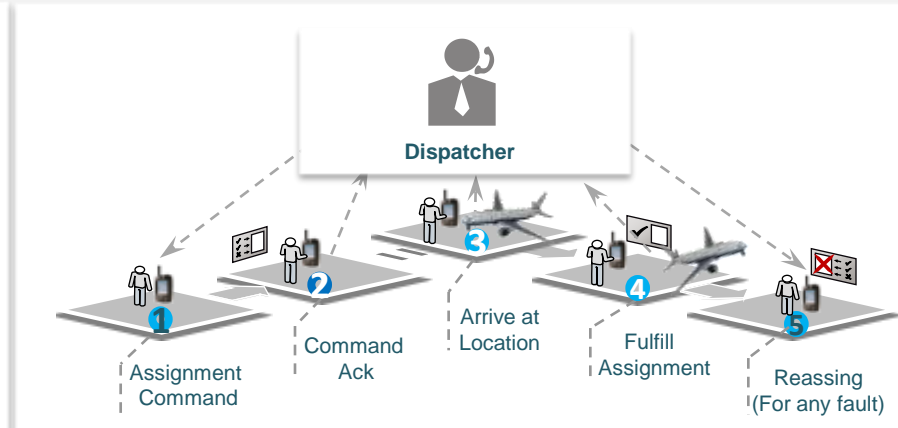 Dispatcher
1
2
3
4
5
Assignment
Command
Command
Ack
Arrive at
Location
Fulfill
Assignment
Reassing
(For any fault)